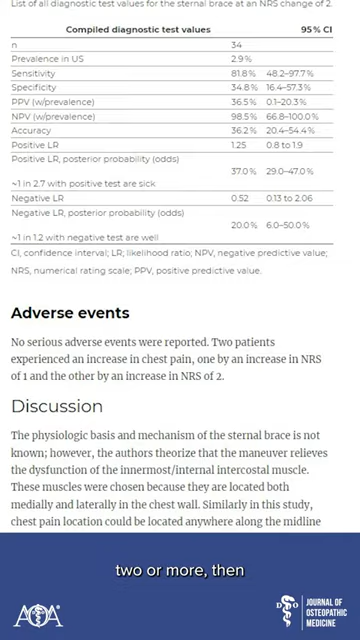 List of all diagnostic test values for the sternal brace at an NRS change of 2.
Compiled diagnostic test values 95% CI
n 34
Prevalence in US 2.9%
Sensitivity 81.8% 48.2–97.7%
Specificity 34.8% 16.4–57.3%
PPV (w/prevalence) 36.5% 0.1–20.3%
NPV (w/prevalence) 98.5% 66.8–100.0%
Accuracy 36.2% 20.4–54.4%
Positive LR 1.25 0.8 to 1.9
Positive LR, posterior probability (odds)
37.0% 29.0–47.0%
~1 in 2.7 with positive test are sick
Negative LR 0.52 0.13 to 2.06
Negative LR, posterior probability (odds)
20.0% 6.0–50.0%
~1 in 1.2 with negative test are well
CI, confidence interval; LR; likelihood ratio; NPV, negative predictive value;
NRS, numerical rating scale; PPV, positive predictive value.
Adverse events
No serious adverse events were reported. Two patients
experienced an increase in chest pain, one by an increase in NRS
of 1 and the other by an increase in NRS of 2.
Discussion
The physiologic basis and mechanism of the sternal brace is not
known; however, the authors theorize that the maneuver relieves
the dysfunction of the innermost/internal intercostal muscle.
These muscles were chosen because they are located both
medially and laterally in the chest wall. Similarly in this study,
chest pain location could be located anywhere along the midline
two or more, then
AOA
D O
JOURNAL OF
OSTEOPATHIC
MEDICINE